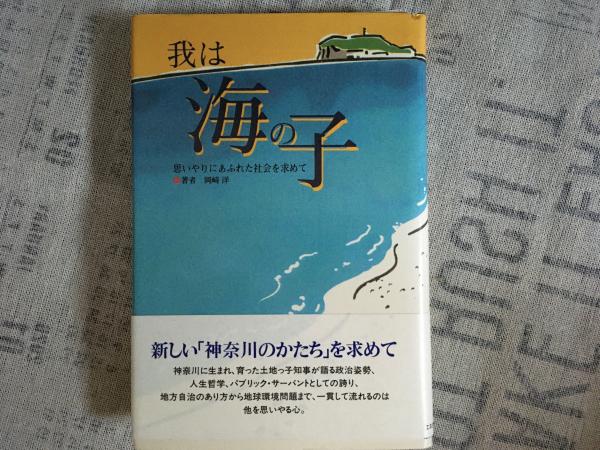 我は
海の子
思いやりにあふれた社会を求めて
著者 岡崎 洋
新しい「神奈川のかたち」を求めて
神奈川に生まれ、育った土地っ子知事が語る政治姿勢、
人生哲学、パブリック・サーバントとしての誇り、
地方自治のあり方から地球環境問題まで、一貫して流れるのは
他を思いやる心。